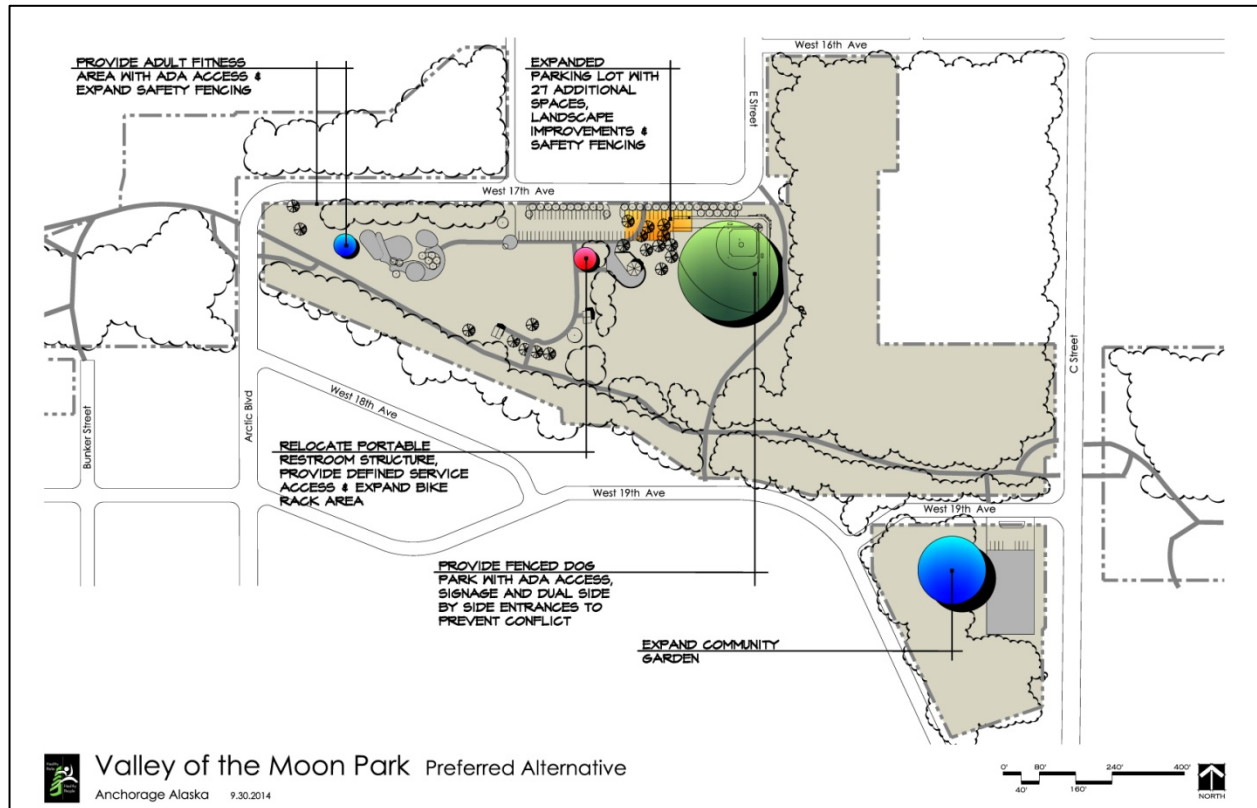 PROVIDE ADULT FITNESS
AREA WITH ADA ACCESS &
EXPAND SAFETY FENCING
EXPANDED
PARKING LOT WITH
27 ADDITIONAL
SPACES,
LANDSCAPE
IMPROVEMENTS &
SAFETY FENCING
West 16th Ave
E Street
West 17th Ave
C Street
Bunker Street
Arctic Blvd
West 18th Ave
RELOCATE PORTABLE
RESTROOM STRUCTURE,
PROVIDE DEFINED SERVICE
ACCESS & EXPAND BIKE
RACK AREA
West 19th Ave
West 19th Ave
PROVIDE FENCED DOG
PARK WITH ADA ACCESS,
SIGNAGE AND DUAL SIDE
BY SIDE ENTRANCES TO
PREVENT CONFLICT
EXPAND COMMUNITY
GARDEN
Healthy
Parks
Healthy
People
Valley of the Moon Park Preferred Alternative
Anchorage Alaska 9.30.2014
0' 80' 240' 400'
40' 160'
NORTH